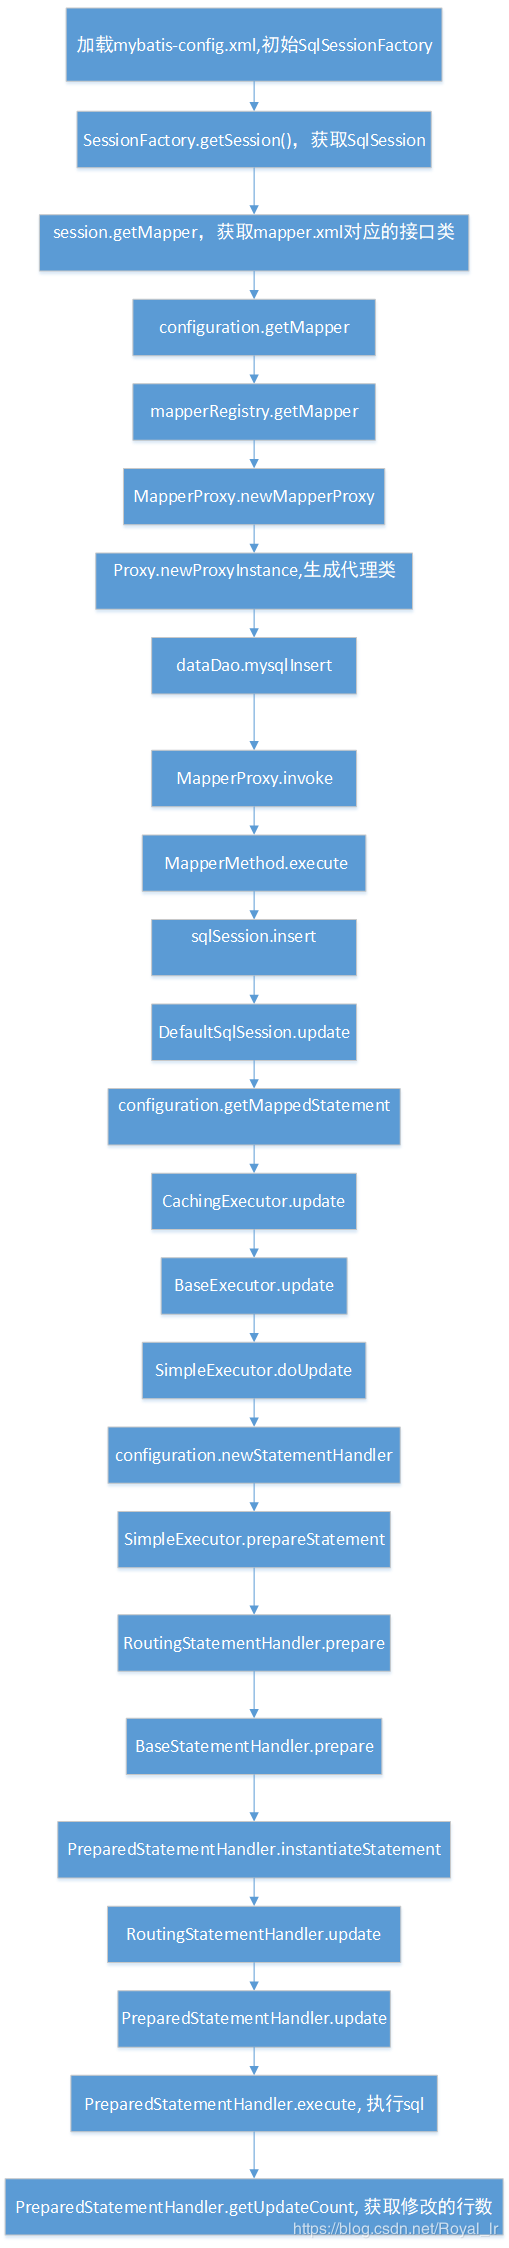 加载mybatis-config.xml,初始SqlSessionFactory
SessionFactory.getSession()，获取SqlSession
session.getMapper，获取mapper.xml对应的接口类
configuration.getMapper
mapperRegistry.getMapper
MapperProxy.newMapperProxy
Proxy.newProxyInstance,生成代理类
dataDao.mysqlInsert
MapperProxy.invoke
MapperMethod.execute
sqlSession.insert
DefaultSqlSession.update
configuration.getMappedStatement
CachingExecutor.update
BaseExecutor.update
SimpleExecutor.doUpdate
configuration.newStatementHandler
SimpleExecutor.prepareStatement
RoutingStatementHandler.prepare
BaseStatementHandler.prepare
PreparedStatementHandler.instantiateStatement
RoutingStatementHandler.update
PreparedStatementHandler.update
PreparedStatementHandler.execute, 执行sql
PreparedStatementHandler.getUpdateCount, 获取修改的行数
https://blog.csdn.net/Royal_lr